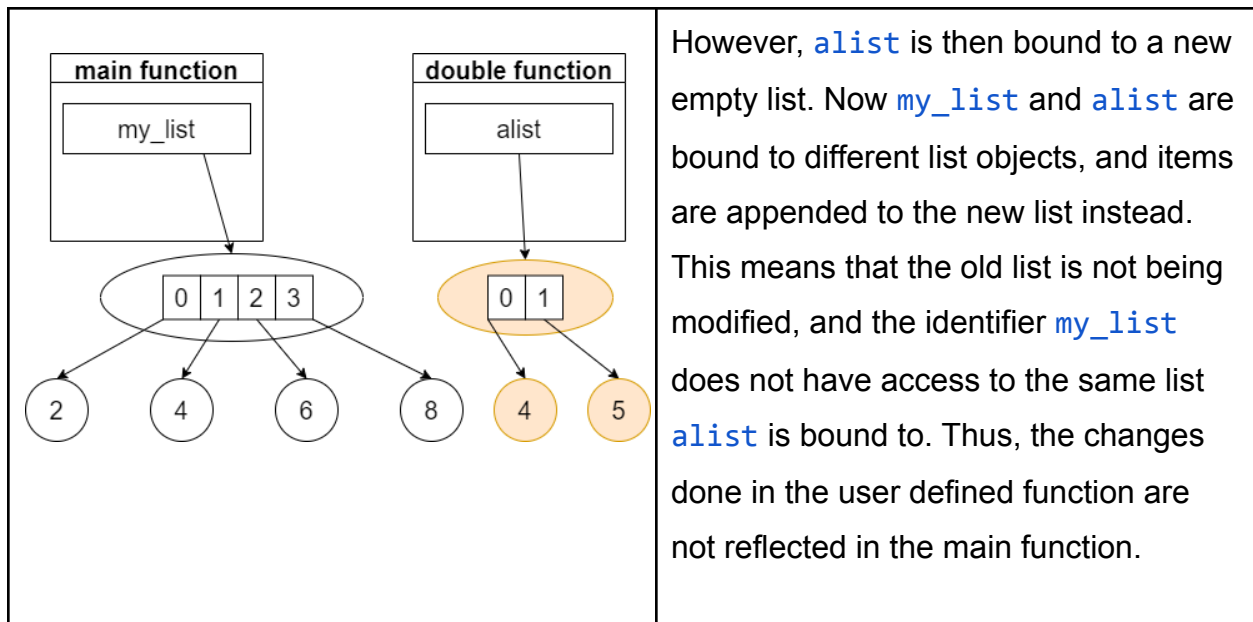 main function
my_list
0 1 2 3
2 4 6 8
double function
alist
0 1
4 5
However, alist is then bound to a new
empty list. Now my_list and alist are
bound to different list objects, and items
are appended to the new list instead.
This means that the old list is not being
modified, and the identifier my_list
does not have access to the same list
alist is bound to. Thus, the changes
done in the user defined function are
not reflected in the main function.